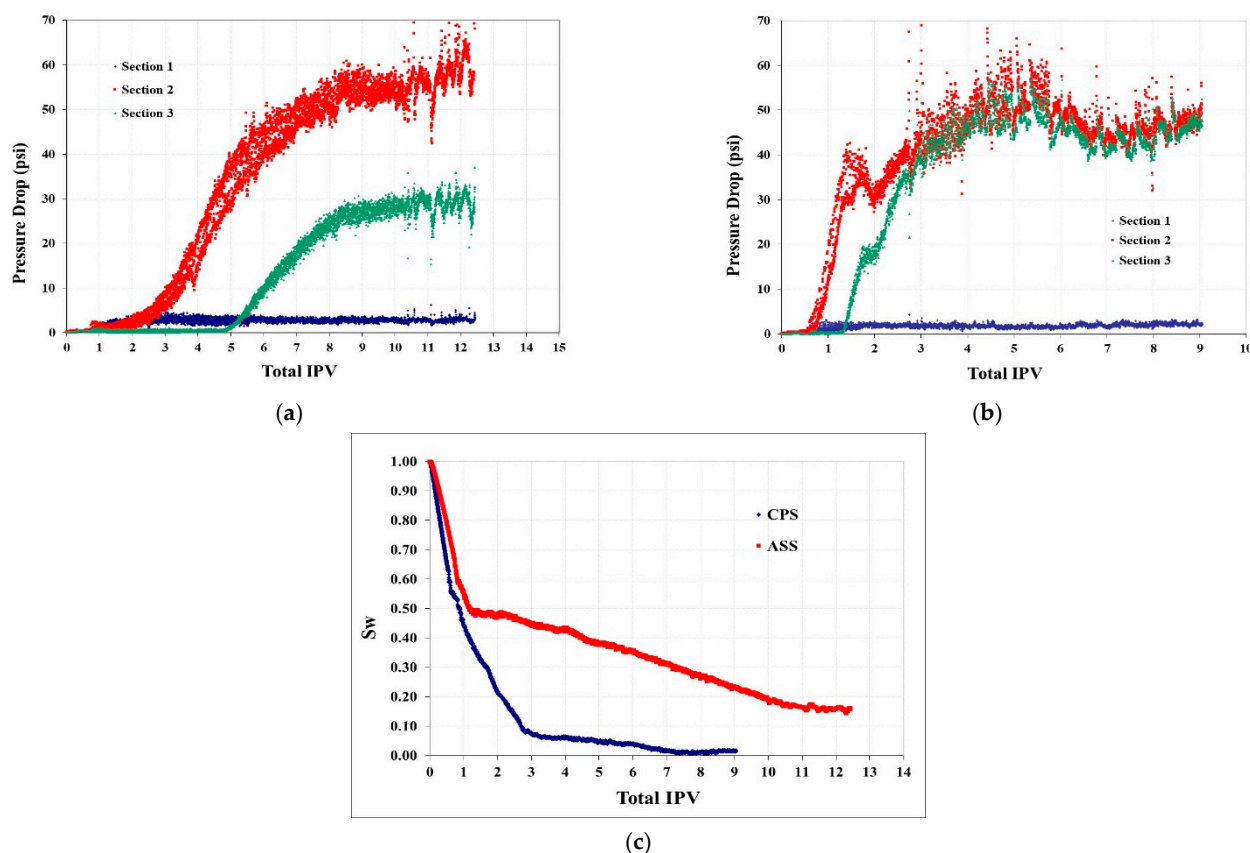 70
60
50
40
30
20
10
0
Pressure Drop (psi)
Section 1
Section 2
Section 3
0 1 2 3 4 5 6 7 8 9 10 11 12 13 14 15
Total IPV
(a)
70
60
50
40
30
20
10
0
Pressure Drop (psi)
Section 1
Section 2
Section 3
0 1 2 3 4 5 6 7 8 9 10
Total IPV
(b)
1.00
0.90
0.80
0.70
0.60
0.50
0.40
0.30
0.20
0.10
0.00
Sw
CPS
ASS
0 1 2 3 4 5 6 7 8 9 10 11 12 13 14
Total IPV
(c)